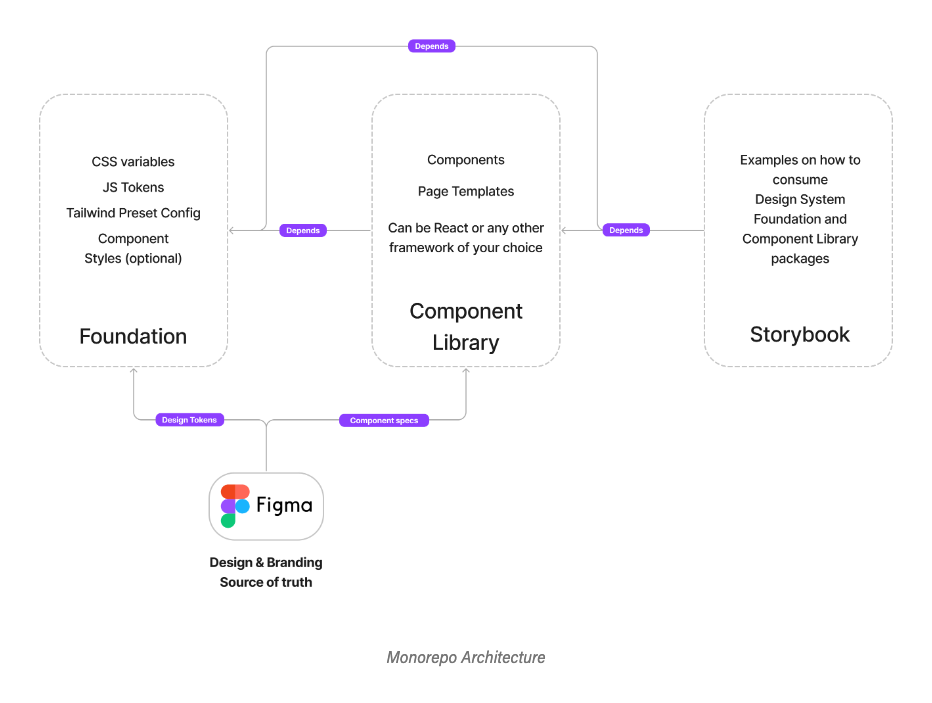 Depends
CSS variables
JS Tokens
Tailwind Preset Config
Component
Styles (optional)
Foundation
Depends
Components
Page Templates
Can be React or any other
framework of your choice
Component
Library
Depends
Examples on how to
consume
Design System
Foundation and
Component Library
packages
Storybook
Design Tokens
Component specs
Figma
Design & Branding
Source of truth
Monorepo Architecture